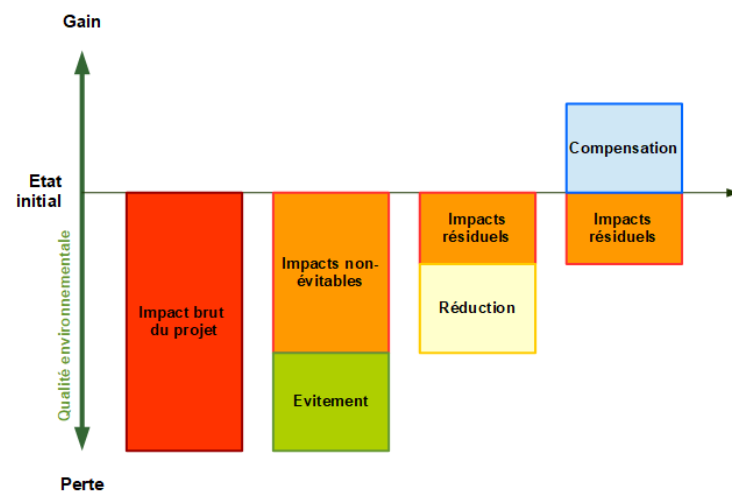 Gain
Compensation
Etat
initial
Impacts
résiduels
Impacts
résiduels
Impacts non-
évitables
Impact brut
du projet
Réduction
Evitement
Qualité environnementale
Perte